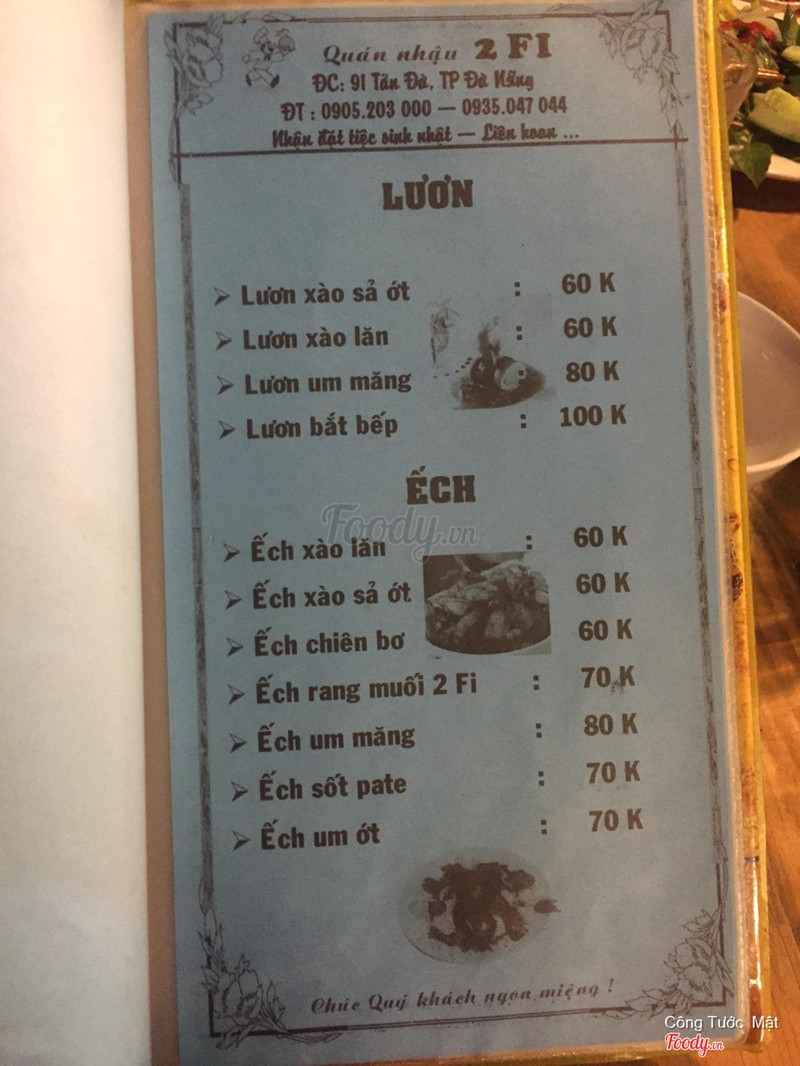 Quán nhậu 2 FI
ĐC: 91 Tản Đà, TP Đà Nẵng
ĐT : 0905.203 000 — 0935.047 044
Nhận đặt tiệc sinh nhật — Liên hoan ...
LƯƠN
➢ Lươn xào sả ớt : 60 K
➢ Lươn xào lăn : 60 K
➢ Lươn um măng : 80 K
➢ Lươn bắt bếp : 100 K
ẾCH
Foody.vn
➢ Ếch xào lăn : 60 K
➢ Ếch xào sả ớt 60 K
➢ Ếch chiên bơ 60 K
➢ Ếch rang muối 2 Fi : 70 K
➢ Ếch um măng : 80 K
➢ Ếch sốt pate : 70 K
➢ Ếch um ớt : 70 K
Chúc Quý khách ngon miệng !
Công Tước Mật
Foody.vn